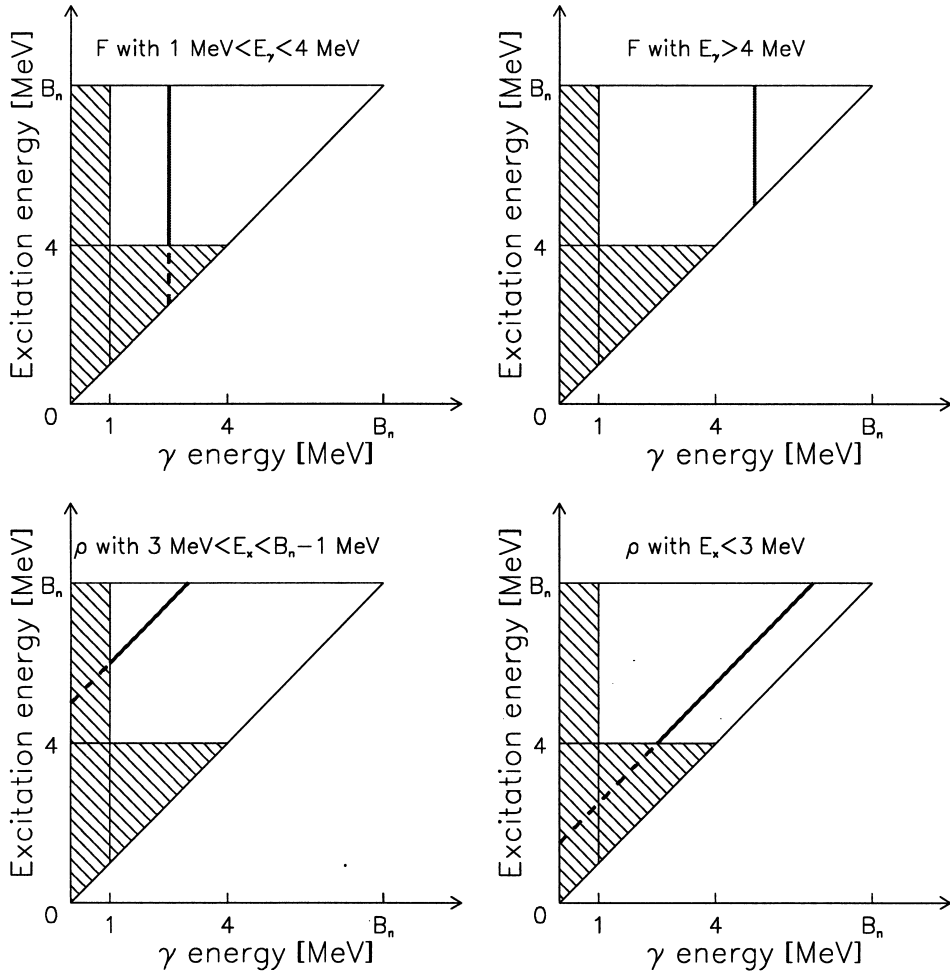 F with 1 MeV<Eγ<4 MeV
Excitation energy [MeV]
Bn
4
0
1
4
Bn
γ energy [MeV]
F with Eγ>4 MeV
Excitation energy [MeV]
Bn
4
0
1
4
Bn
γ energy [MeV]
ρ with 3 MeV<Ex<Bn−1 MeV
Excitation energy [MeV]
Bn
4
0
1
4
Bn
γ energy [MeV]
ρ with Ex<3 MeV
Excitation energy [MeV]
Bn
4
0
1
4
Bn
γ energy [MeV]